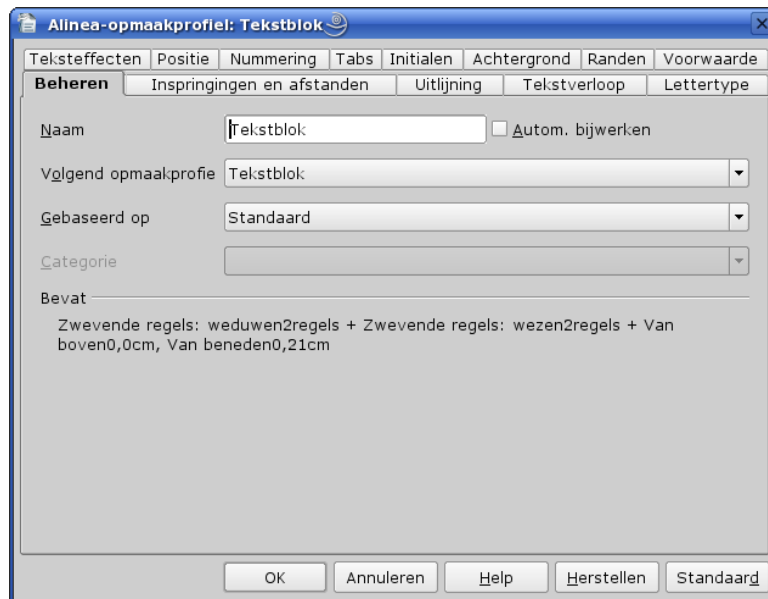 Alinea-opmaakprofiel: Tekstblok
Teksteffecten Positie Nummering Tabs Initialen Achtergrond Randen Voorwaarde
Beheren Inspringingen en afstanden Uitlijning Tekstverloop Lettertype
Naam Tekstblok Autom. bijwerken
Volgend opmaakprofie Tekstblok
Gebaseerd op Standaard
Categorie
Bevat
Zwevende regels: weduwen2regels + Zwevende regels: wezen2regels + Van
boven0,0cm, Van beneden0,21cm
OK Annuleren Help Herstellen Standaard